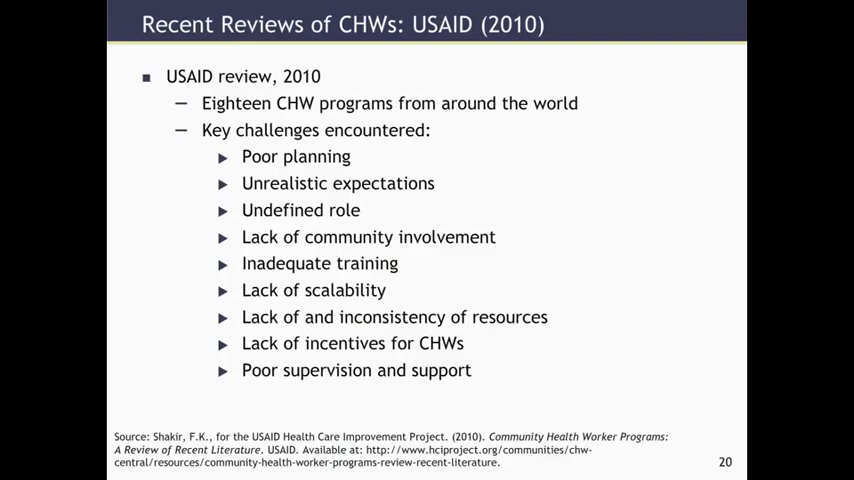 Recent Reviews of CHWs: USAID (2010)
■ USAID review, 2010
— Eighteen CHW programs from around the world
— Key challenges encountered:
▶ Poor planning
▶ Unrealistic expectations
▶ Undefined role
▶ Lack of community involvement
▶ Inadequate training
▶ Lack of scalability
▶ Lack of and inconsistency of resources
▶ Lack of incentives for CHWs
▶ Poor supervision and support
Source: Shakir, F.K., for the USAID Health Care Improvement Project. (2010). Community Health Worker Programs:
A Review of Recent Literature. USAID. Available at: http://www.hciproject.org/communities/chw-
central/resources/community-health-worker-programs-review-recent-literature.
20